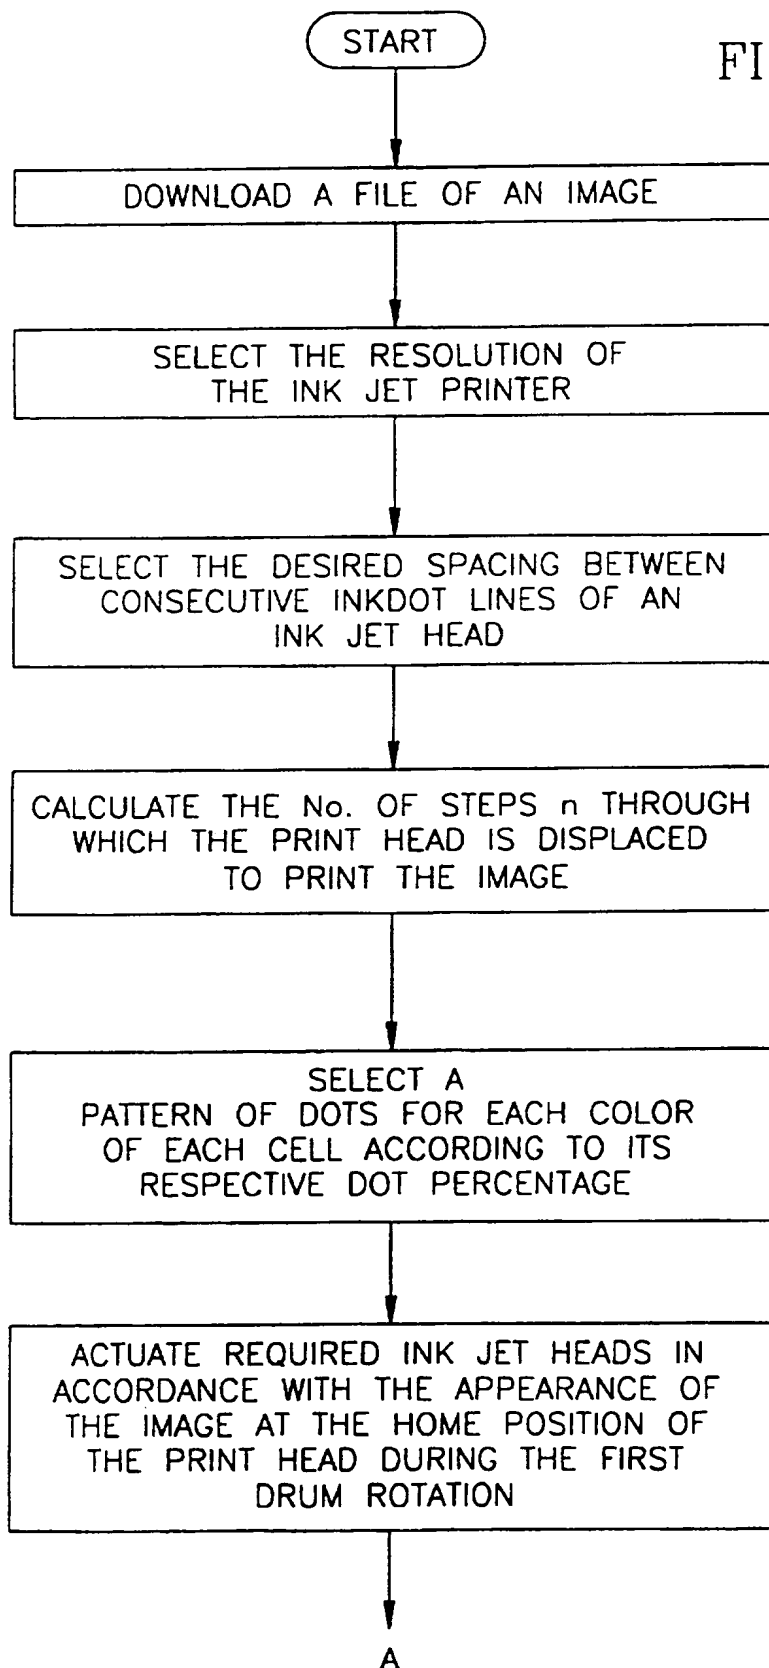 START
FI
DOWNLOAD A FILE OF AN IMAGE
SELECT THE RESOLUTION OF
THE INK JET PRINTER
SELECT THE DESIRED SPACING BETWEEN
CONSECUTIVE INKDOT LINES OF AN
INK JET HEAD
CALCULATE THE No. OF STEPS n THROUGH
WHICH THE PRINT HEAD IS DISPLACED
TO PRINT THE IMAGE
SELECT A
PATTERN OF DOTS FOR EACH COLOR
OF EACH CELL ACCORDING TO ITS
RESPECTIVE DOT PERCENTAGE
ACTUATE REQUIRED INK JET HEADS IN
ACCORDANCE WITH THE APPEARANCE OF
THE IMAGE AT THE HOME POSITION OF
THE PRINT HEAD DURING THE FIRST
DRUM ROTATION
A